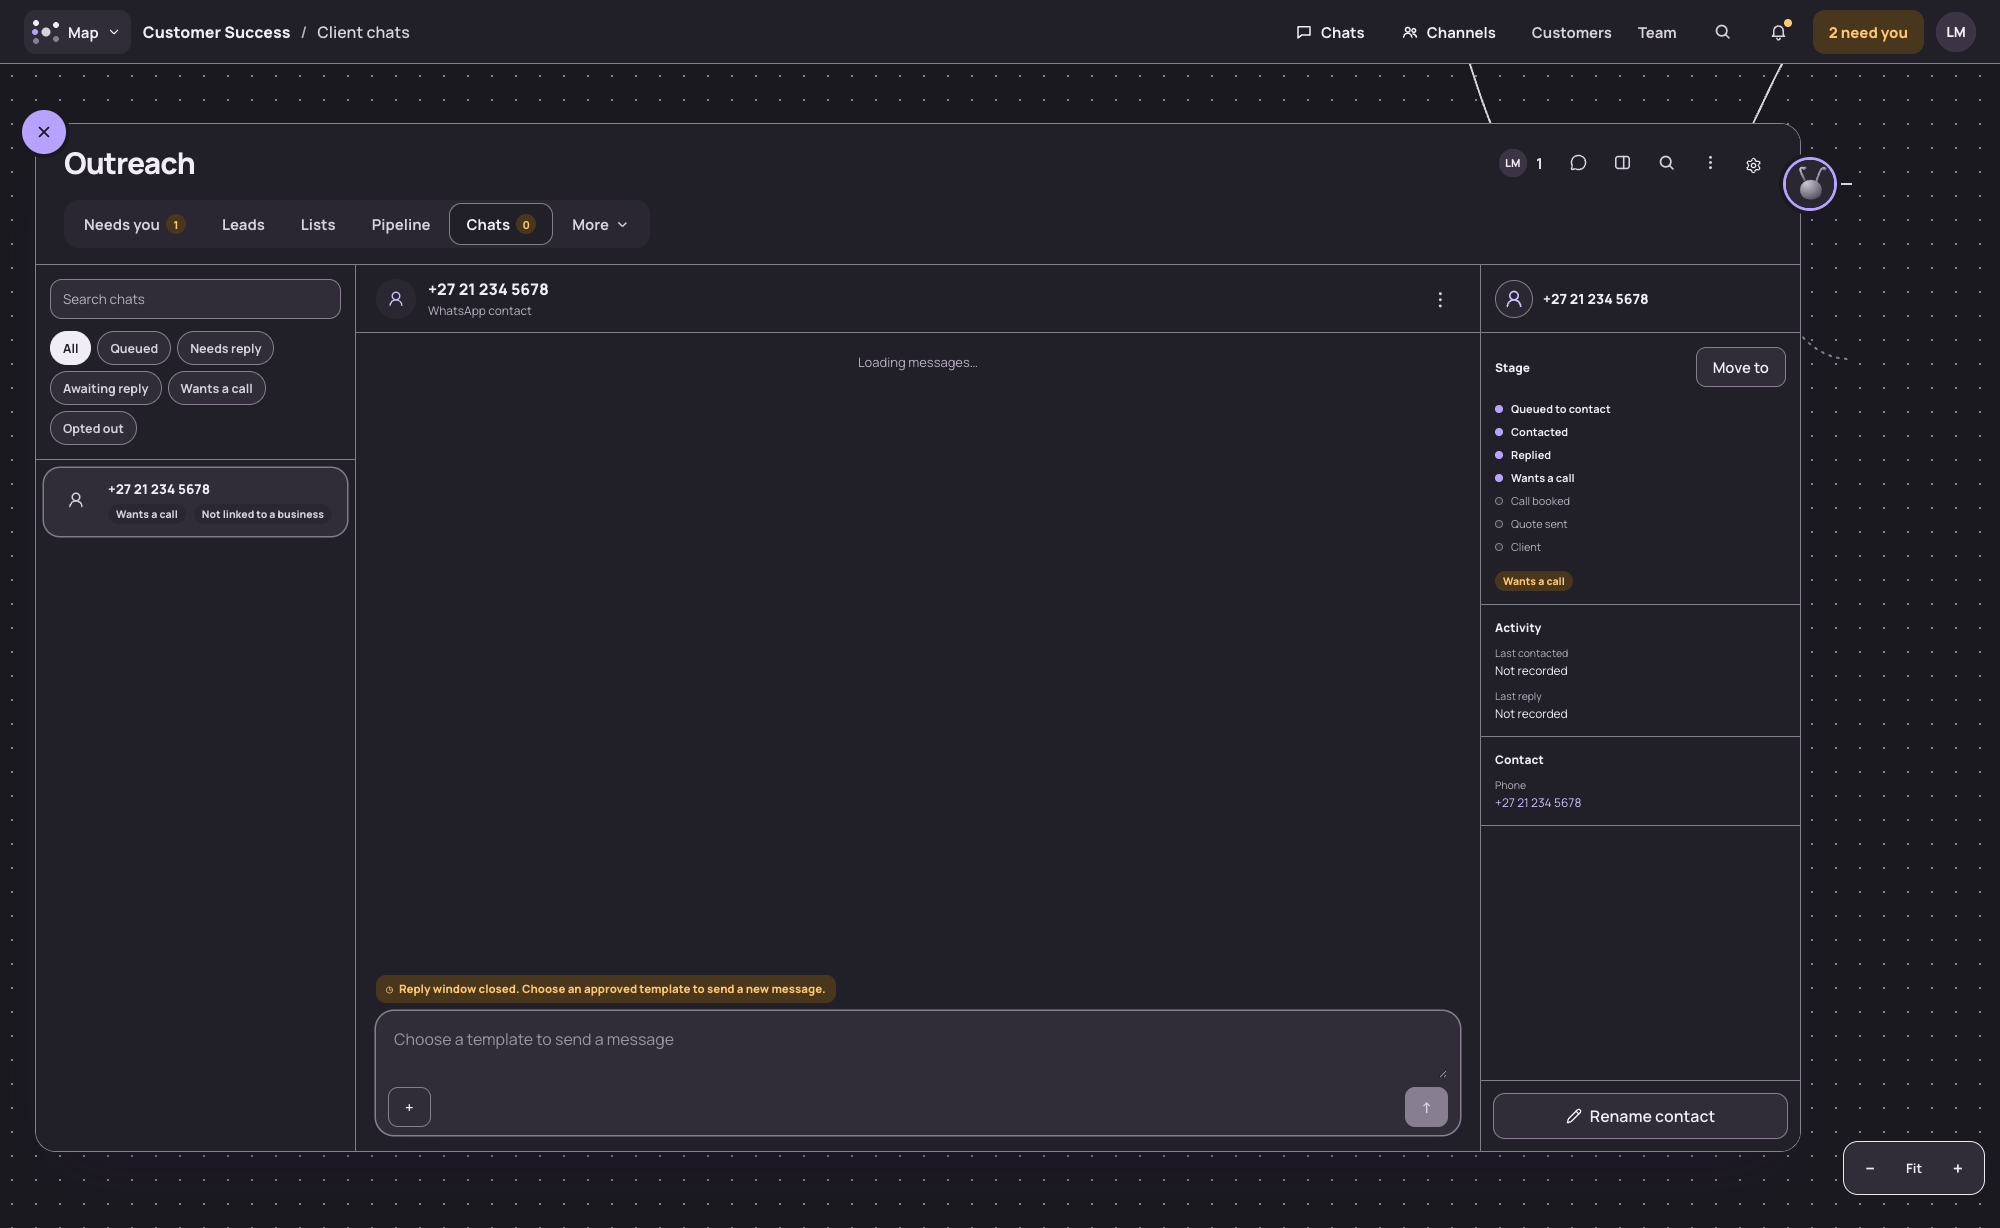 Map
Customer Success / Client chats
Chats
Channels
Customers
Team
2 need you
LM
Outreach
LM 1
Needs you 1
Leads
Lists
Pipeline
Chats 0
More
Search chats
All
Queued
Needs reply
Awaiting reply
Wants a call
Opted out
+27 21 234 5678
Wants a call
Not linked to a business
+27 21 234 5678
WhatsApp contact
Loading messages...
Reply window closed. Choose an approved template to send a new message.
Choose a template to send a message
+
+27 21 234 5678
Stage
Move to
Queued to contact
Contacted
Replied
Wants a call
Call booked
Quote sent
Client
Wants a call
Activity
Last contacted
Not recorded
Last reply
Not recorded
Contact
Phone
+27 21 234 5678
Rename contact
− Fit +